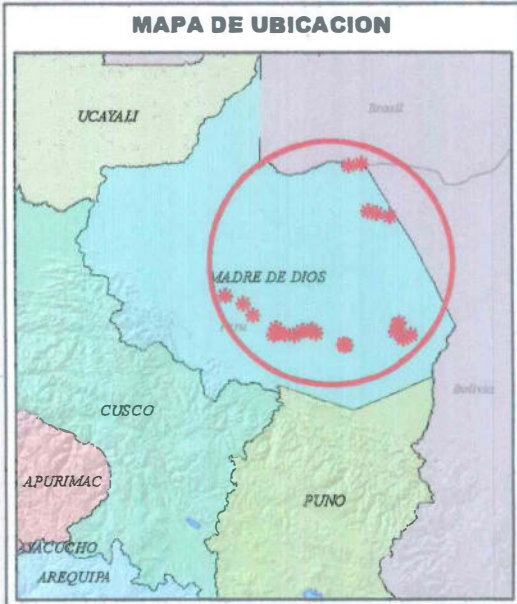 MAPA DE UBICACION
UCAYALI
Brasil
MADRE DE DIOS
Peru
Bolivia
CUSCO
APURIMAC
PUNO
AYACUCHO
AREQUIPA